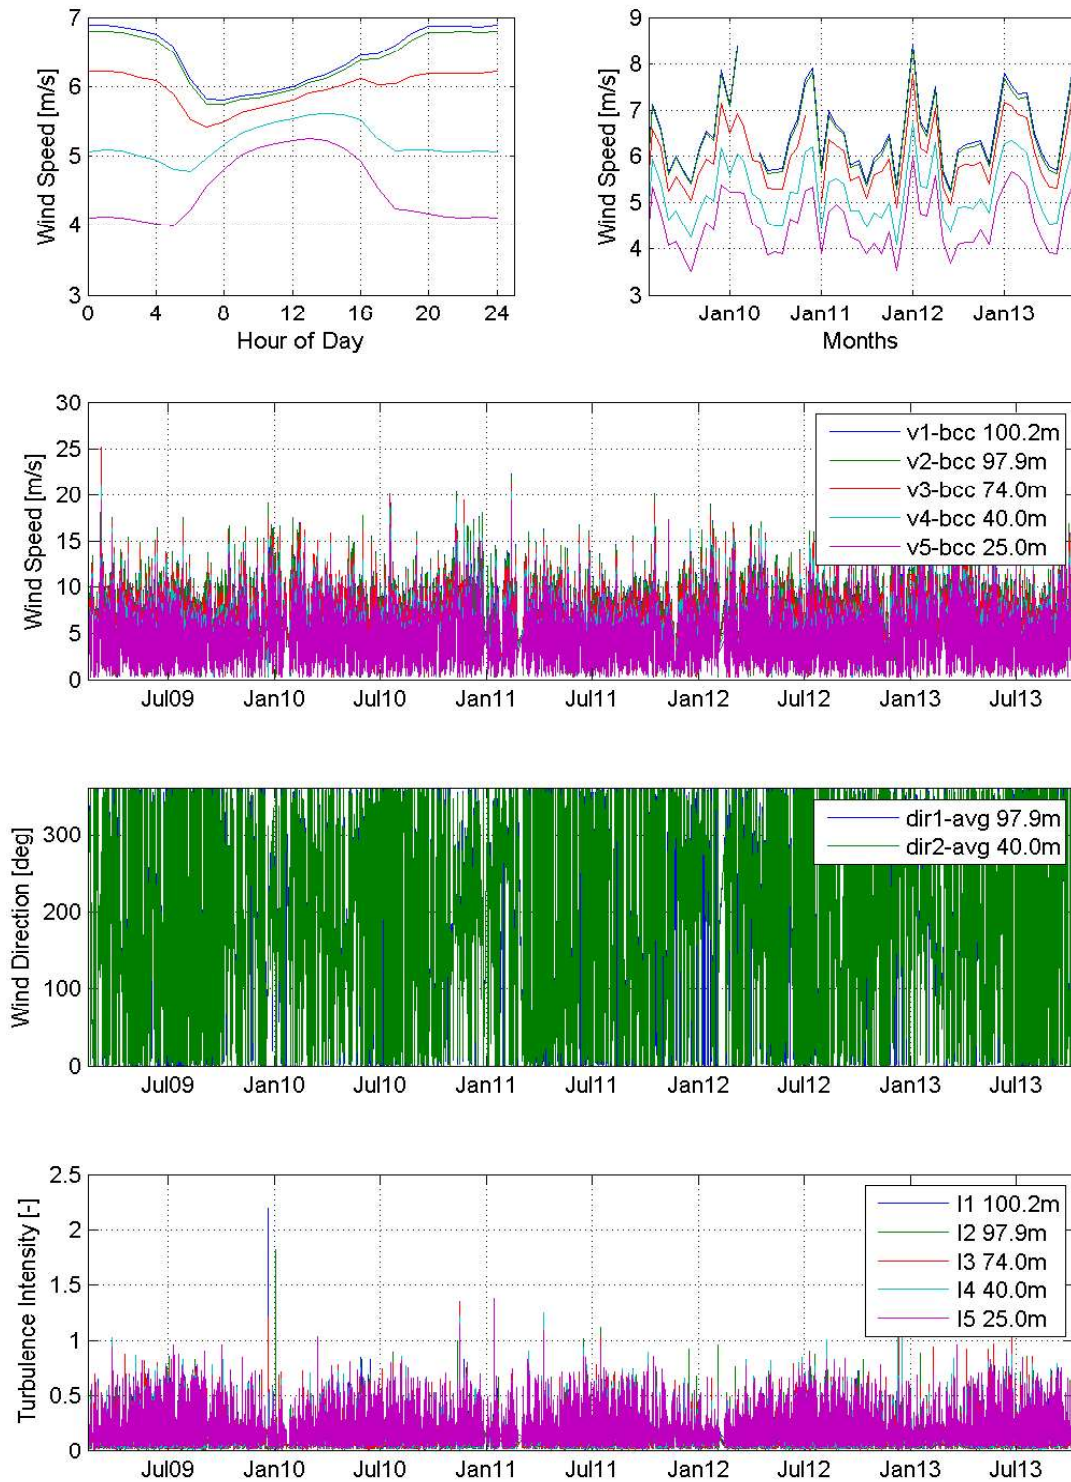 7
6
5
4
3
Wind Speed [m/s]
0 4 8 12 16 20 24
Hour of Day
9
8
7
6
5
4
3
Wind Speed [m/s]
Jan10 Jan11 Jan12 Jan13
Months
30
25
20
15
10
5
0
Wind Speed [m/s]
v1-bcc 100.2m
v2-bcc 97.9m
v3-bcc 74.0m
v4-bcc 40.0m
v5-bcc 25.0m
Jul09 Jan10 Jul10 Jan11 Jul11 Jan12 Jul12 Jan13 Jul13
300
200
100
0
Wind Direction [deg]
dir1-avg 97.9m
dir2-avg 40.0m
Jul09 Jan10 Jul10 Jan11 Jul11 Jan12 Jul12 Jan13 Jul13
2.5
2
1.5
1
0.5
0
Turbulence Intensity [-]
I1 100.2m
I2 97.9m
I3 74.0m
I4 40.0m
I5 25.0m
Jul09 Jan10 Jul10 Jan11 Jul11 Jan12 Jul12 Jan13 Jul13